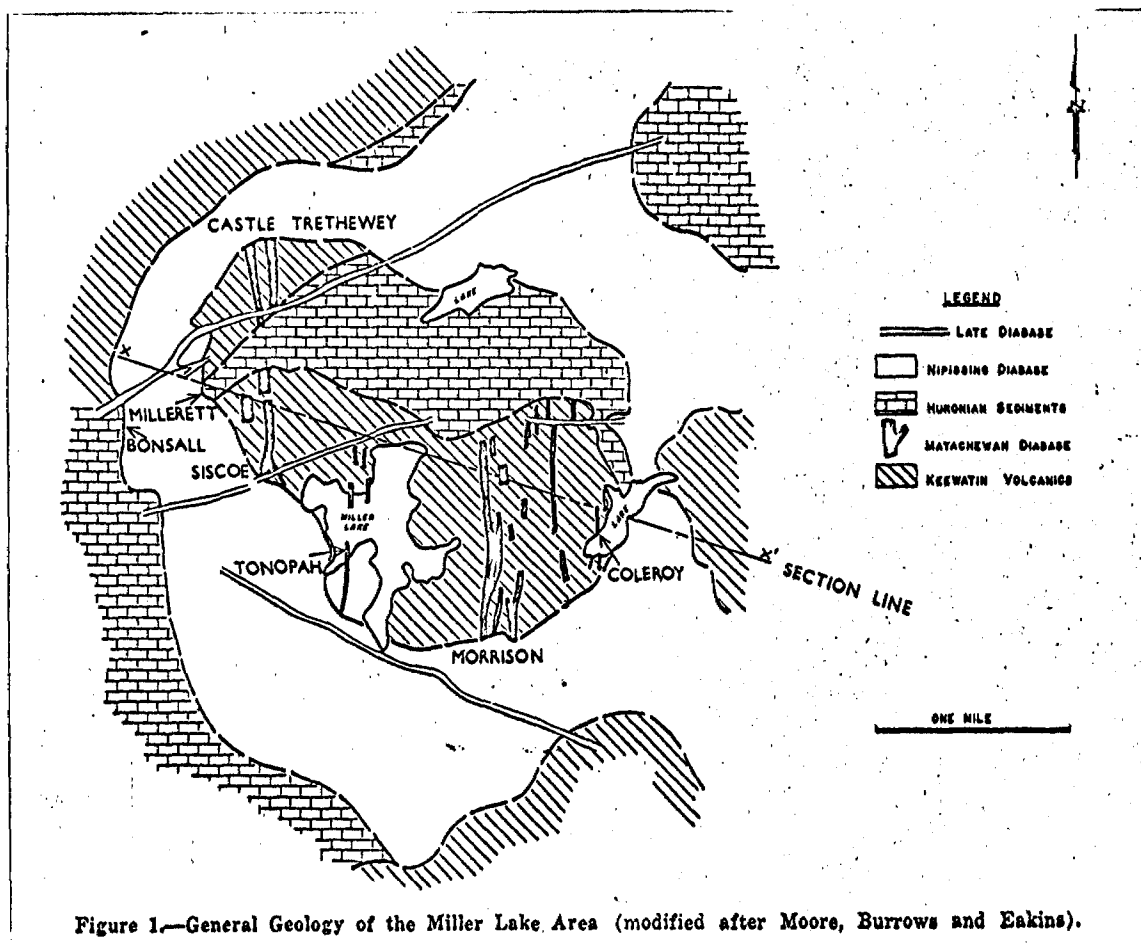 N
CASTLE TRETHEWEY
LAKE
LEGEND
LATE DIABASE
NIPISSING DIABASE
HURONIAN SEDIMENTS
MATACHEWAN DIABASE
KEEWATIN VOLCANICS
X
MILLERETT
BONSALL
SISCOE
MILLER
LAKE
TONOPAH
LAKE
COLEROY
X' SECTION LINE
MORRISON
ONE MILE
Figure 1.—General Geology of the Miller Lake Area (modified after Moore, Burrows and Eakins).